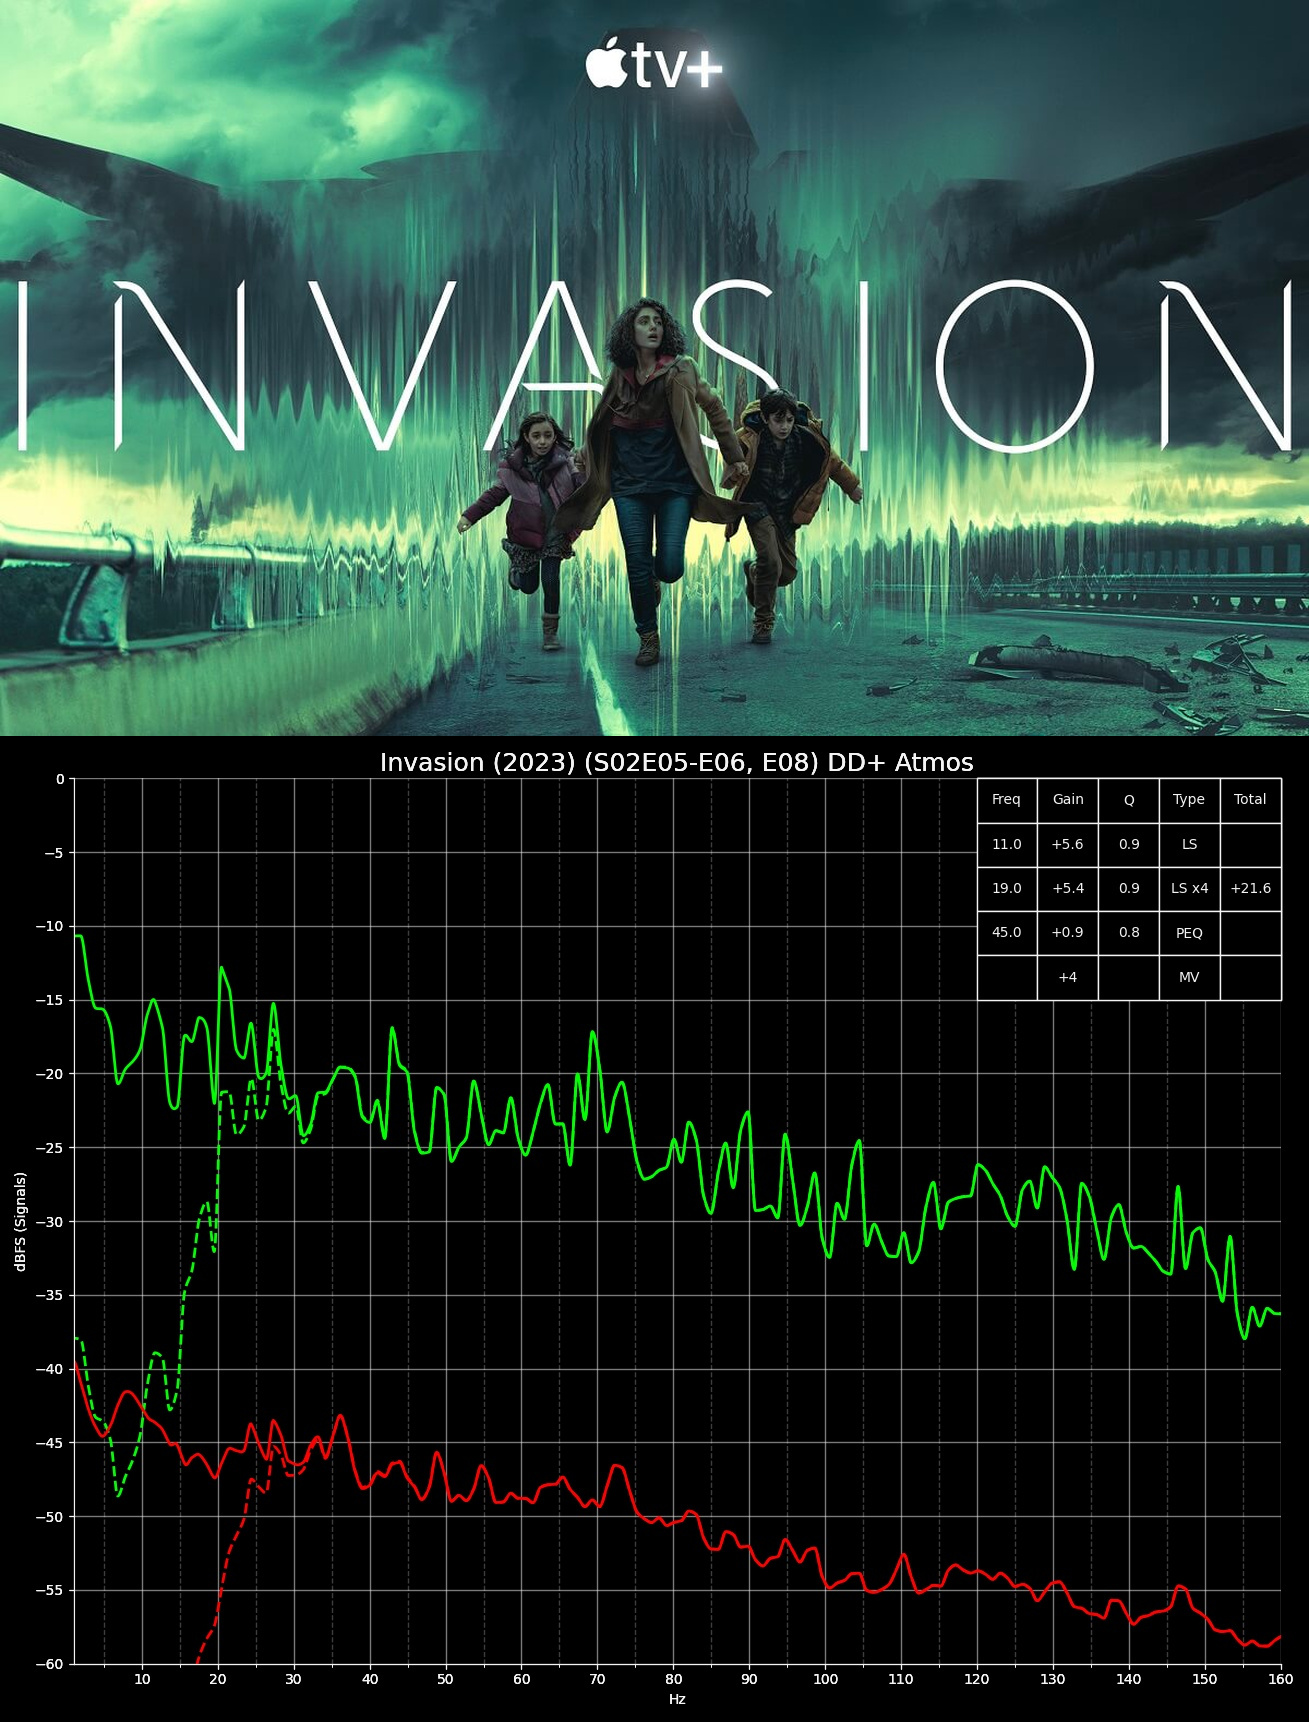 tv+
INVASION
Invasion (2023) (S02E05-E06, E08) DD+ Atmos
Freq Gain Q Type Total
11.0 +5.6 0.9 LS
19.0 +5.4 0.9 LS x4 +21.6
45.0 +0.9 0.8 PEQ
+4 MV
0
−5
−10
−15
−20
−25
−30
−35
−40
−45
−50
−55
−60
dBFS (Signals)
10 20 30 40 50 60 70 80 90 100 110 120 130 140 150 160
Hz